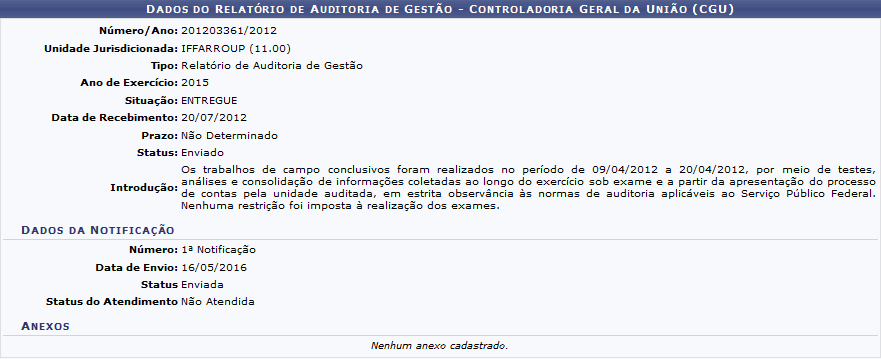 DADOS DO RELATÓRIO DE AUDITORIA DE GESTÃO - CONTROLADORIA GERAL DA UNIÃO (CGU)
Número/Ano: 201203361/2012
Unidade Jurisdicionada: IFFARROUP (11.00)
Tipo: Relatório de Auditoria de Gestão
Ano de Exercício: 2015
Situação: ENTREGUE
Data de Recebimento: 20/07/2012
Prazo: Não Determinado
Status: Enviado
Introdução: Os trabalhos de campo conclusivos foram realizados no período de 09/04/2012 a 20/04/2012, por meio de testes,
análises e consolidação de informações coletadas ao longo do exercício sob exame e a partir da apresentação do processo
de contas pela unidade auditada, em estrita observância às normas de auditoria aplicáveis ao Serviço Público Federal.
Nenhuma restrição foi imposta à realização dos exames.
DADOS DA NOTIFICAÇÃO
Número: 1ª Notificação
Data de Envio: 16/05/2016
Status Enviada
Status do Atendimento Não Atendida
ANEXOS
Nenhum anexo cadastrado.